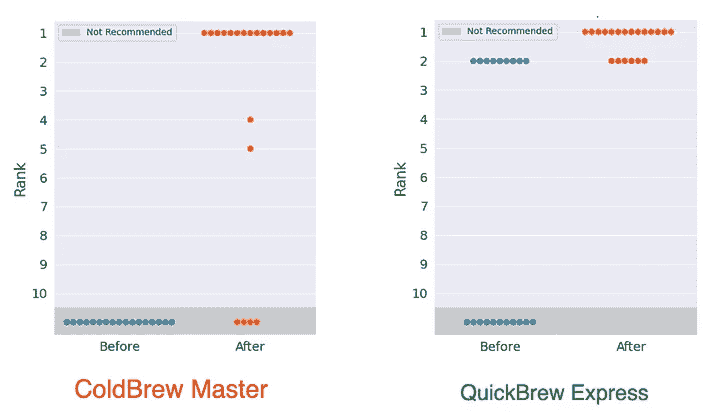 Not Recommended
Rank
1
2
3
4
5
6
7
8
9
10
Before After
ColdBrew Master
Not Recommended
Rank
1
2
3
4
5
6
7
8
9
10
Before After
QuickBrew Express